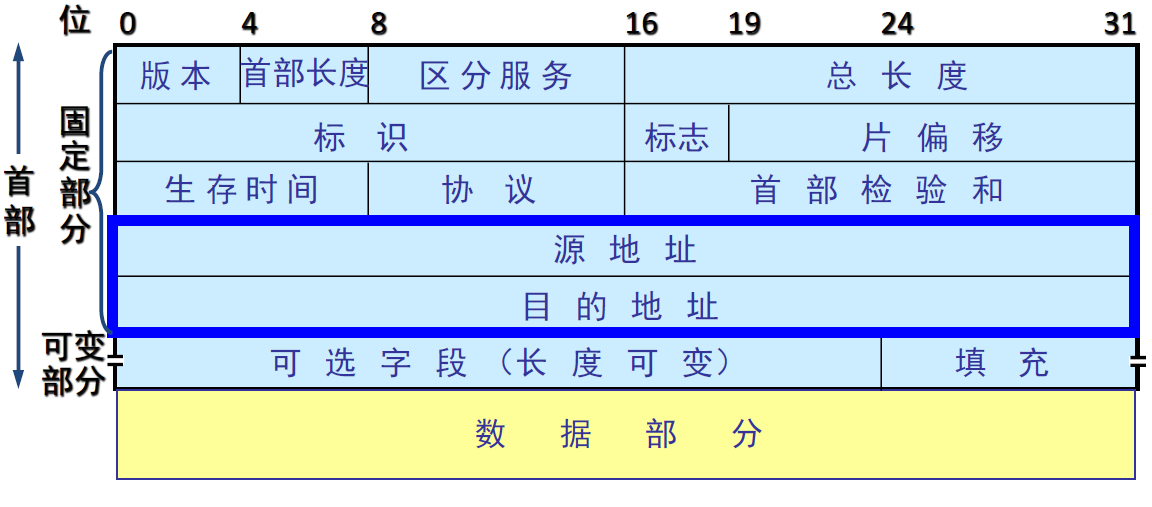 位 0 4 8 16 19 24 31
版本 首部长度 区分服务 总长度
标识 标志 片偏移
生存时间 协议 首部检验和
源地址
目的地址
可选字段（长度可变） 填充
数据部分
首部
固定部分
可变
部分